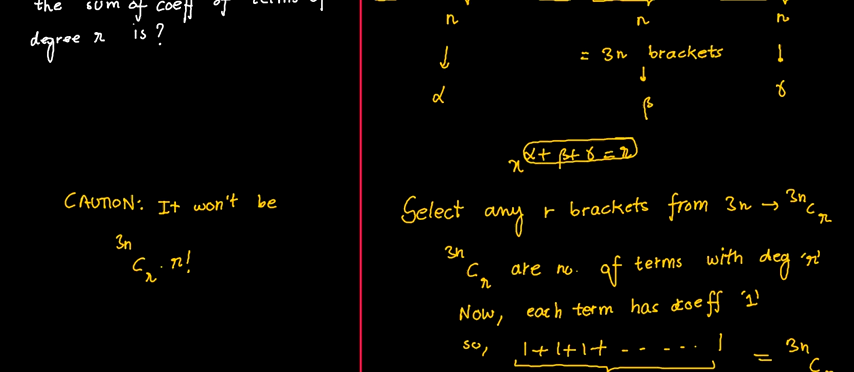 the sum of coeff of terms of
degree r is ?
CAUTION: It won't be
³ⁿCᵣ · r!
n n n
= 3n brackets
α β γ
x^(α + β + γ = r)
Select any r brackets from 3n → ³ⁿCᵣ
³ⁿCᵣ are no. of terms with deg 'r'
Now, each term has coeff '1'
so, 1 + 1 + 1 + - - - . . . . 1 = ³ⁿC